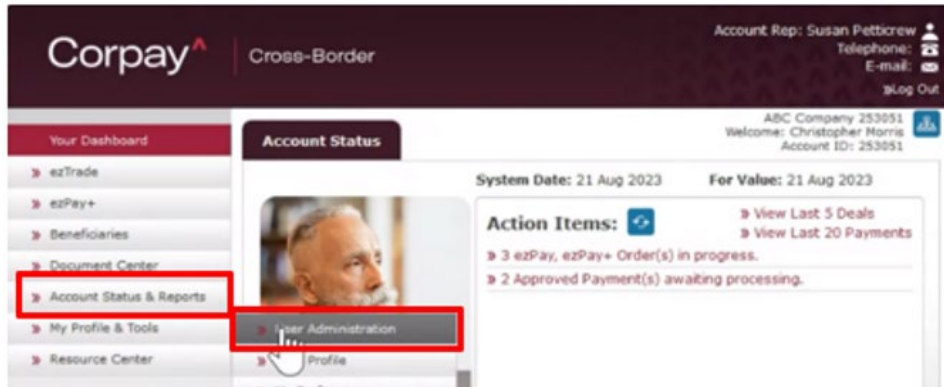 Corpay^ Cross-Border
Account Rep: Susan Petticrew
Telephone:
E-mail:
»Log Out
ABC Company 253051
Welcome: Christopher Morris
Account ID: 253051
Your Dashboard
» ezTrade
» ezPay+
» Beneficiaries
» Document Center
» Account Status & Reports
» My Profile & Tools
» Resource Center
Account Status
» User Administration
» Profile
System Date: 21 Aug 2023 For Value: 21 Aug 2023
Action Items:
» View Last 5 Deals
» View Last 20 Payments
» 3 ezPay, ezPay+ Order(s) in progress.
» 2 Approved Payment(s) awaiting processing.